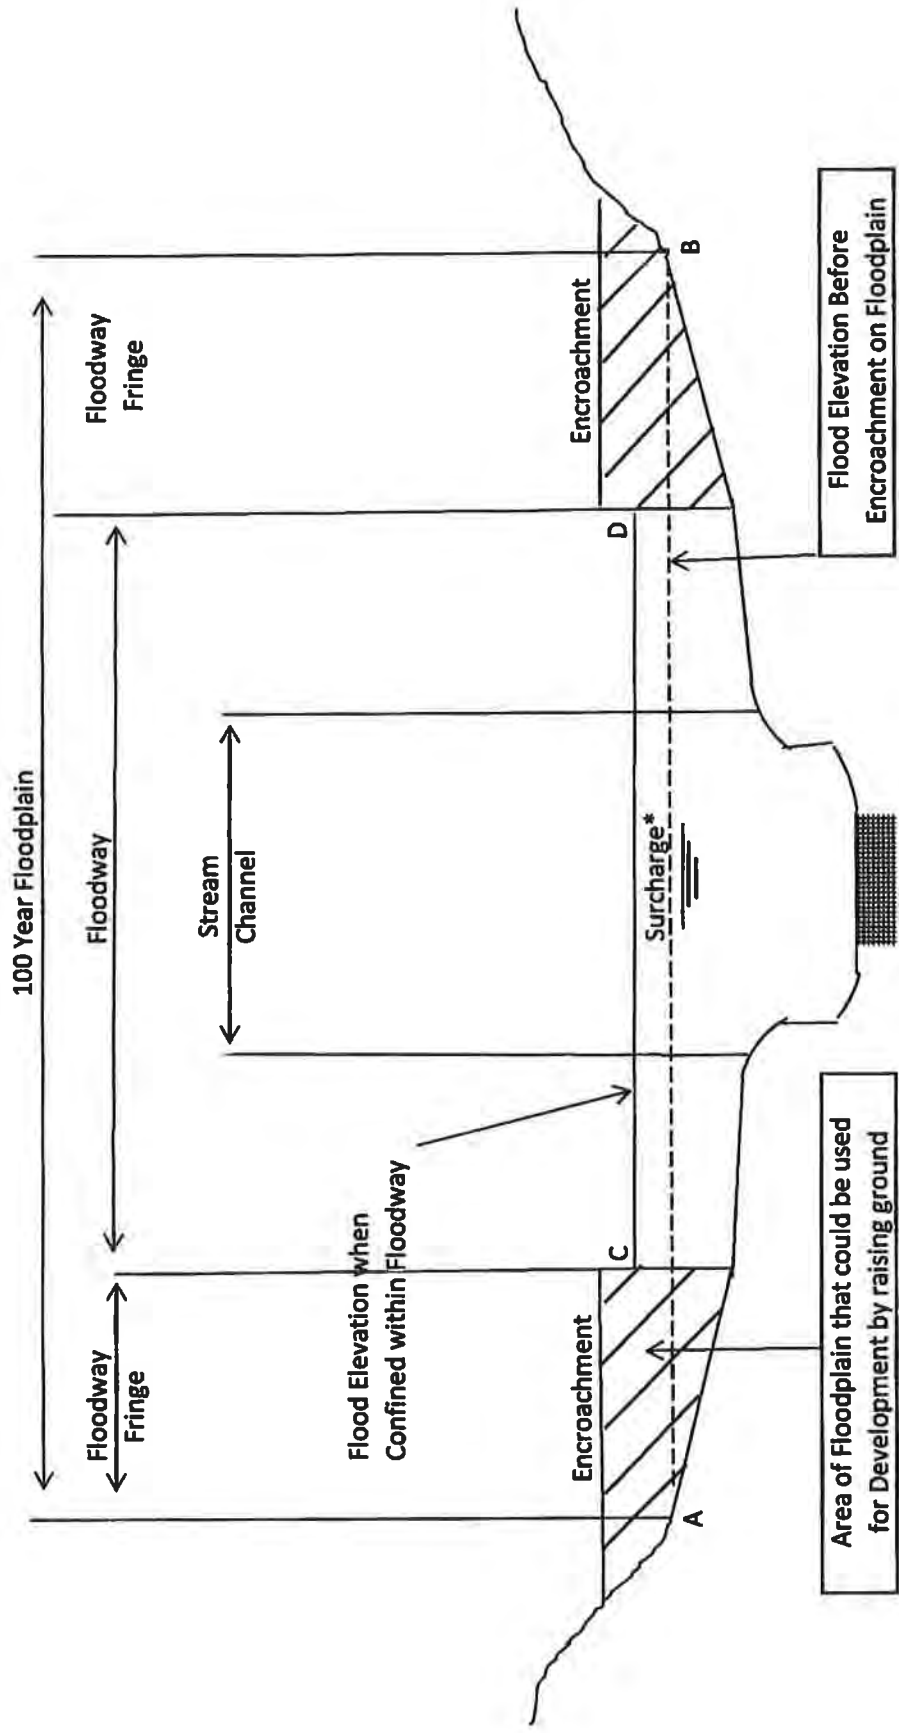 100 Year Floodplain
Floodway
Fringe
Floodway
Floodway
Fringe
Stream
Channel
Flood Elevation when
Confined within Floodway
Encroachment
Encroachment
C
D
Surcharge*
A
B
Area of Floodplain that could be used
for Development by raising ground
Flood Elevation Before
Encroachment on Floodplain